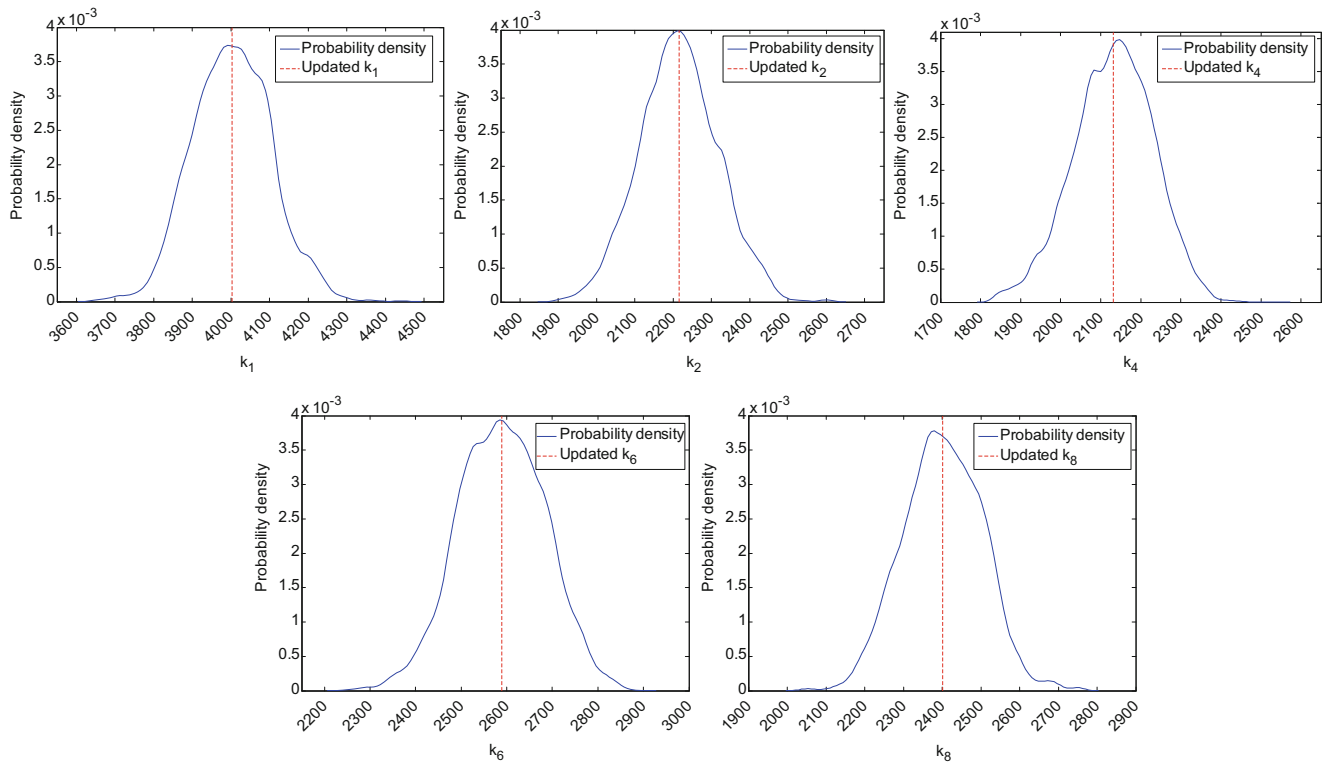 4 x 10⁻³
Probability density
Updated k₁
3.5
3
2.5
2
1.5
1
0.5
0
Probability density
3600 3700 3800 3900 4000 4100 4200 4300 4400 4500
k₁
4 x 10⁻³
Probability density
Updated k₂
3.5
3
2.5
2
1.5
1
0.5
0
Probability density
1800 1900 2000 2100 2200 2300 2400 2500 2600 2700
k₂
x 10⁻³
4
Probability density
Updated k₄
3.5
3
2.5
2
1.5
1
0.5
0
Probability density
1700 1800 1900 2000 2100 2200 2300 2400 2500 2600
k₄
4 x 10⁻³
Probability density
Updated k₆
3.5
3
2.5
2
1.5
1
0.5
0
Probability density
2200 2300 2400 2500 2600 2700 2800 2900 3000
k₆
4 x 10⁻³
Probability density
Updated k₈
3.5
3
2.5
2
1.5
1
0.5
0
Probability density
1900 2000 2100 2200 2300 2400 2500 2600 2700 2800 2900
k₈